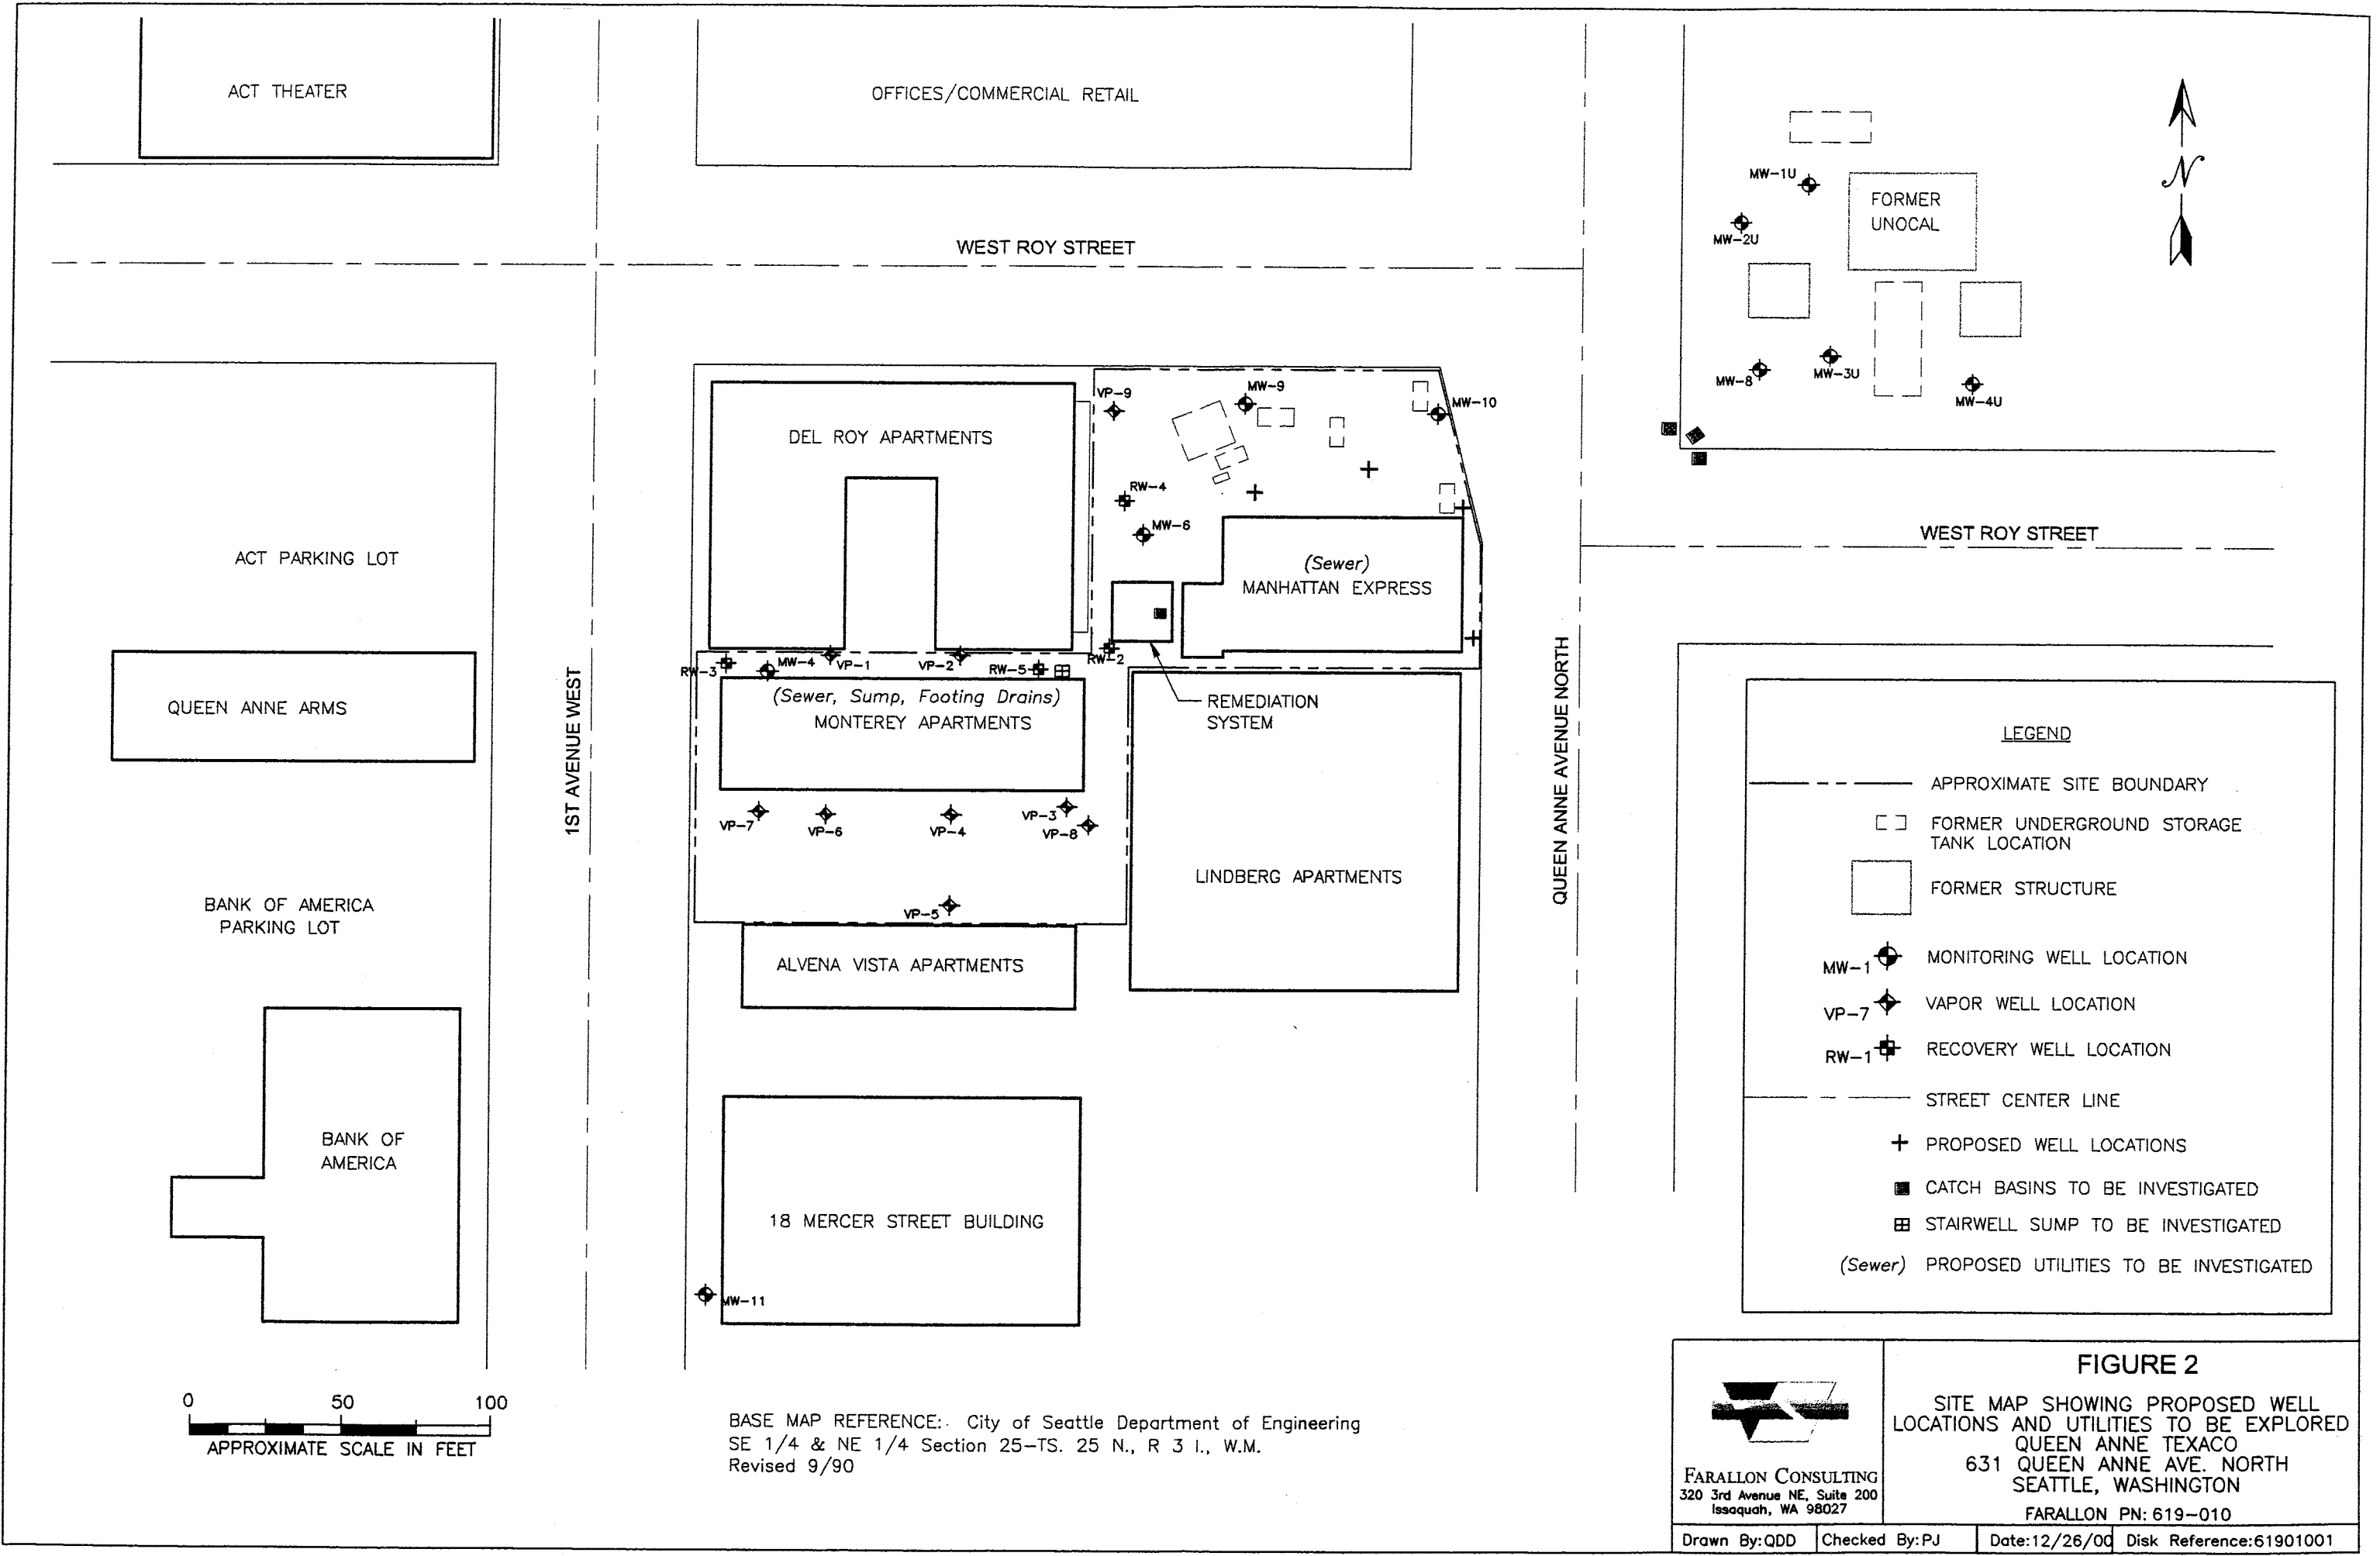 ACT THEATER
OFFICES/COMMERCIAL RETAIL
N
MW-1U
FORMER
UNOCAL
MW-2U
WEST ROY STREET
MW-8
MW-3U
MW-4U
VP-9
MW-9
MW-10
DEL ROY APARTMENTS
RW-4
MW-6
WEST ROY STREET
ACT PARKING LOT
(Sewer)
MANHATTAN EXPRESS
RW-3
MW-4
VP-1
VP-2
RW-5
RW-2
QUEEN ANNE ARMS
(Sewer, Sump, Footing Drains)
MONTEREY APARTMENTS
REMEDIATION
SYSTEM
1ST AVENUE WEST
QUEEN ANNE AVENUE NORTH
VP-7
VP-6
VP-4
VP-3
VP-8
LINDBERG APARTMENTS
BANK OF AMERICA
PARKING LOT
VP-5
ALVENA VISTA APARTMENTS
BANK OF
AMERICA
18 MERCER STREET BUILDING
MW-11
LEGEND
APPROXIMATE SITE BOUNDARY
FORMER UNDERGROUND STORAGE
TANK LOCATION
FORMER STRUCTURE
MW-1 MONITORING WELL LOCATION
VP-7 VAPOR WELL LOCATION
RW-1 RECOVERY WELL LOCATION
STREET CENTER LINE
PROPOSED WELL LOCATIONS
CATCH BASINS TO BE INVESTIGATED
STAIRWELL SUMP TO BE INVESTIGATED
(Sewer) PROPOSED UTILITIES TO BE INVESTIGATED
0 50 100
APPROXIMATE SCALE IN FEET
BASE MAP REFERENCE: City of Seattle Department of Engineering
SE 1/4 & NE 1/4 Section 25-TS. 25 N., R 3 I., W.M.
Revised 9/90
FARALLON CONSULTING
320 3rd Avenue NE, Suite 200
Issaquah, WA 98027
FIGURE 2
SITE MAP SHOWING PROPOSED WELL
LOCATIONS AND UTILITIES TO BE EXPLORED
QUEEN ANNE TEXACO
631 QUEEN ANNE AVE. NORTH
SEATTLE, WASHINGTON
FARALLON PN: 619-010
Drawn By:QDD Checked By:PJ Date:12/26/00 Disk Reference:61901001